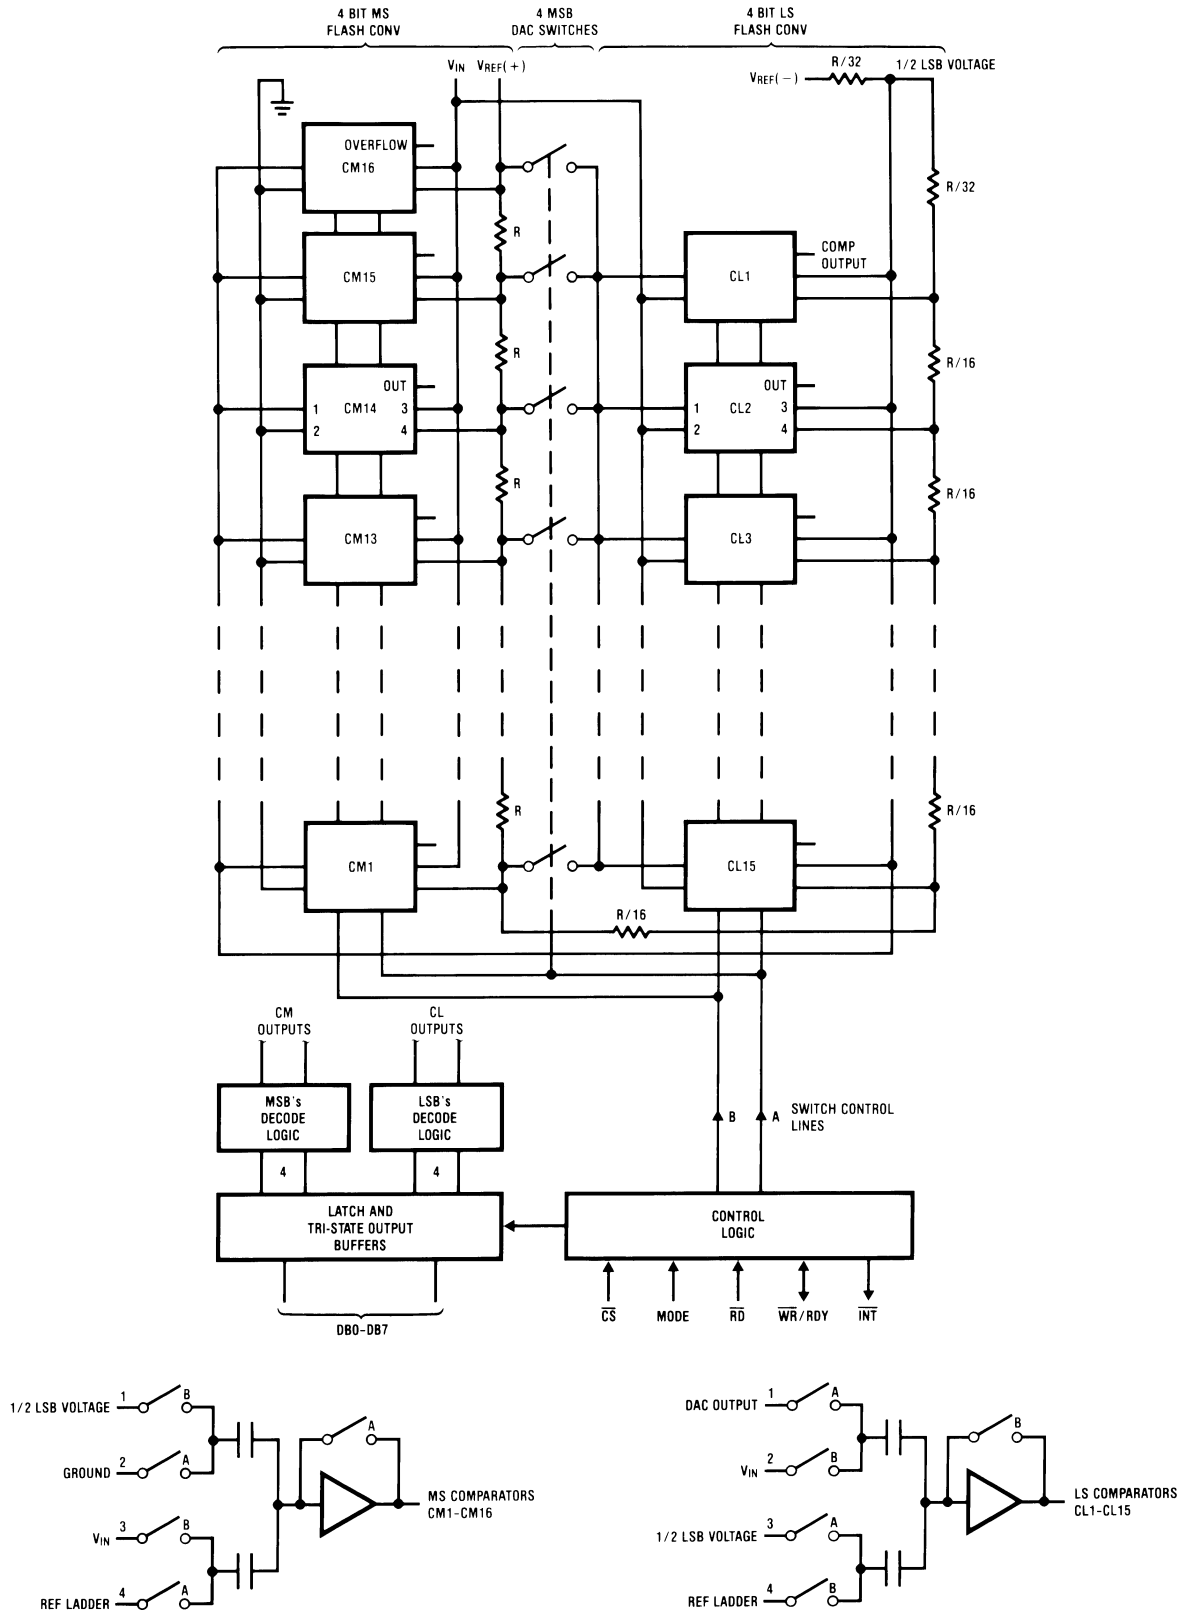 4 BIT MS
FLASH CONV
4 MSB
DAC SWITCHES
4 BIT LS
FLASH CONV
VIN
VREF(+)
VREF(−)
R/32
1/2 LSB VOLTAGE
OVERFLOW
CM16
R/32
R
CM15
CL1
COMP
OUTPUT
R
R/16
OUT
1
CM14
3
2
4
OUT
1
CL2
3
2
4
R
R/16
CM13
CL3
R
R/16
CM1
CL15
R/16
CM
OUTPUTS
CL
OUTPUTS
MSB's
DECODE
LOGIC
LSB's
DECODE
LOGIC
B
A
SWITCH CONTROL
LINES
4
4
LATCH AND
TRI-STATE OUTPUT
BUFFERS
CONTROL
LOGIC
CS
MODE
RD
WR/RDY
INT
DB0-DB7
1/2 LSB VOLTAGE
1
B
A
GROUND
2
A
MS COMPARATORS
CM1-CM16
VIN
3
B
REF LADDER
4
A
DAC OUTPUT
1
A
B
VIN
2
B
LS COMPARATORS
CL1-CL15
1/2 LSB VOLTAGE
3
A
REF LADDER
4
B